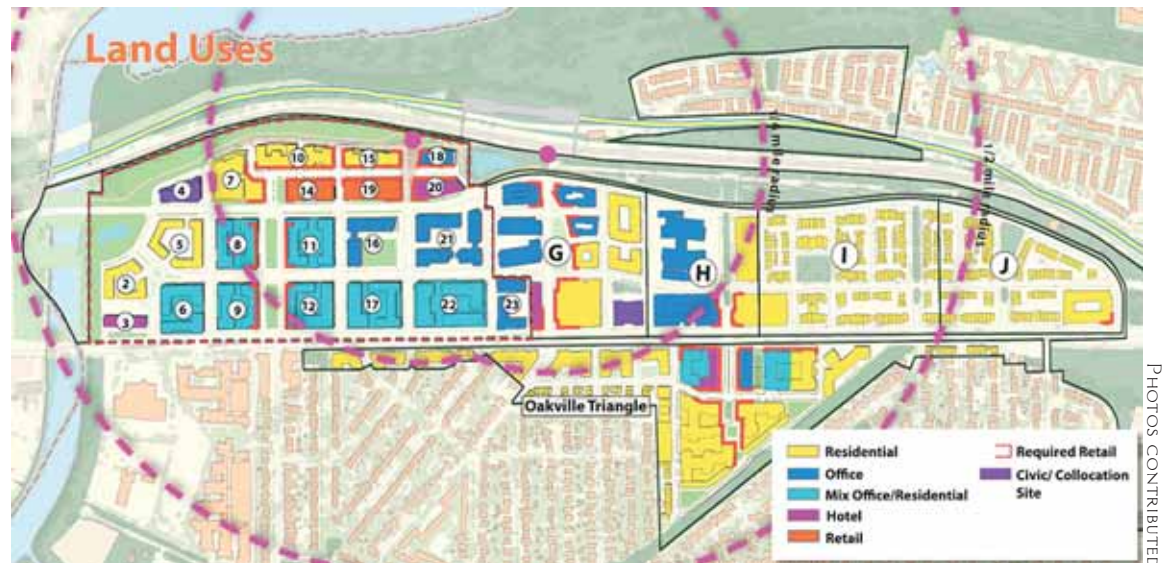 Land Uses
10
15
18
4
7
14
19
20
1/4 mile radius
1/2 mile radius
5
8
11
16
21
G
H
I
J
2
3
6
9
12
17
22
23
Oakville Triangle
Residential
Office
Mix Office/Residential
Hotel
Retail
Required Retail
Civic/ Collocation
Site
PHOTOS CONTRIBUTED